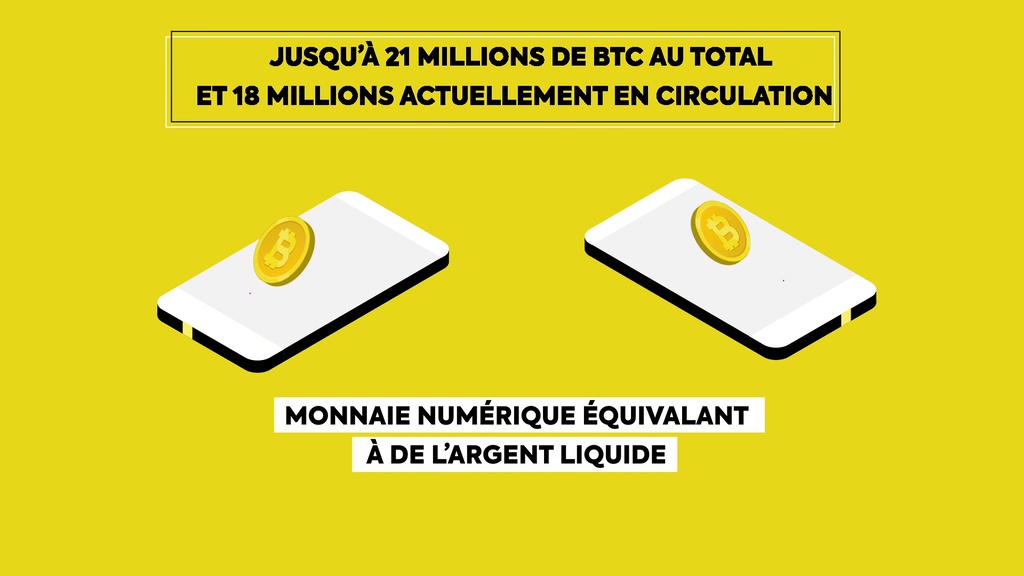 JUSQU’À 21 MILLIONS DE BTC AU TOTAL
ET 18 MILLIONS ACTUELLEMENT EN CIRCULATION
MONNAIE NUMÉRIQUE ÉQUIVALANT
À DE L’ARGENT LIQUIDE